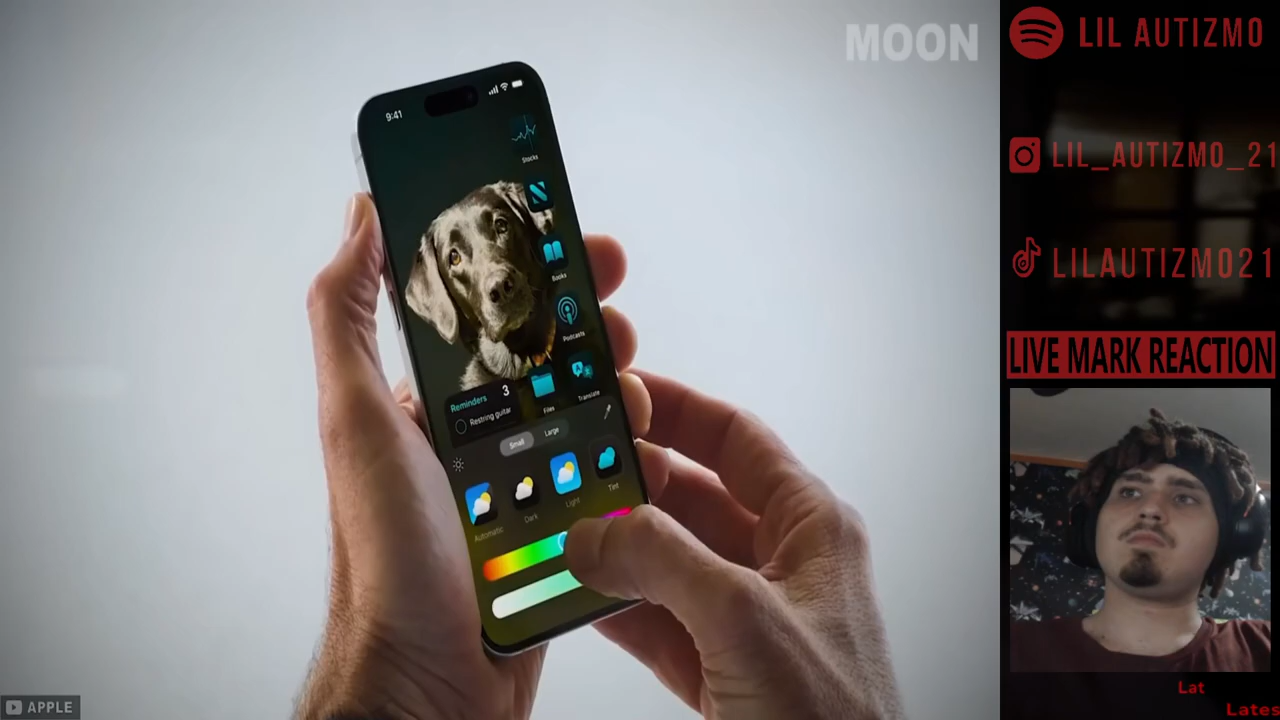 MOON
LIL AUTIZMO
LIL_AUTIZMO_21
LILAUTIZMO21
LIVE MARK REACTION
9:41
Stocks
Books
Podcasts
Translate
Files
Reminders 3
Restring guitar
Small Large
Automatic Dark Light Tint
APPLE
Lat
Lates